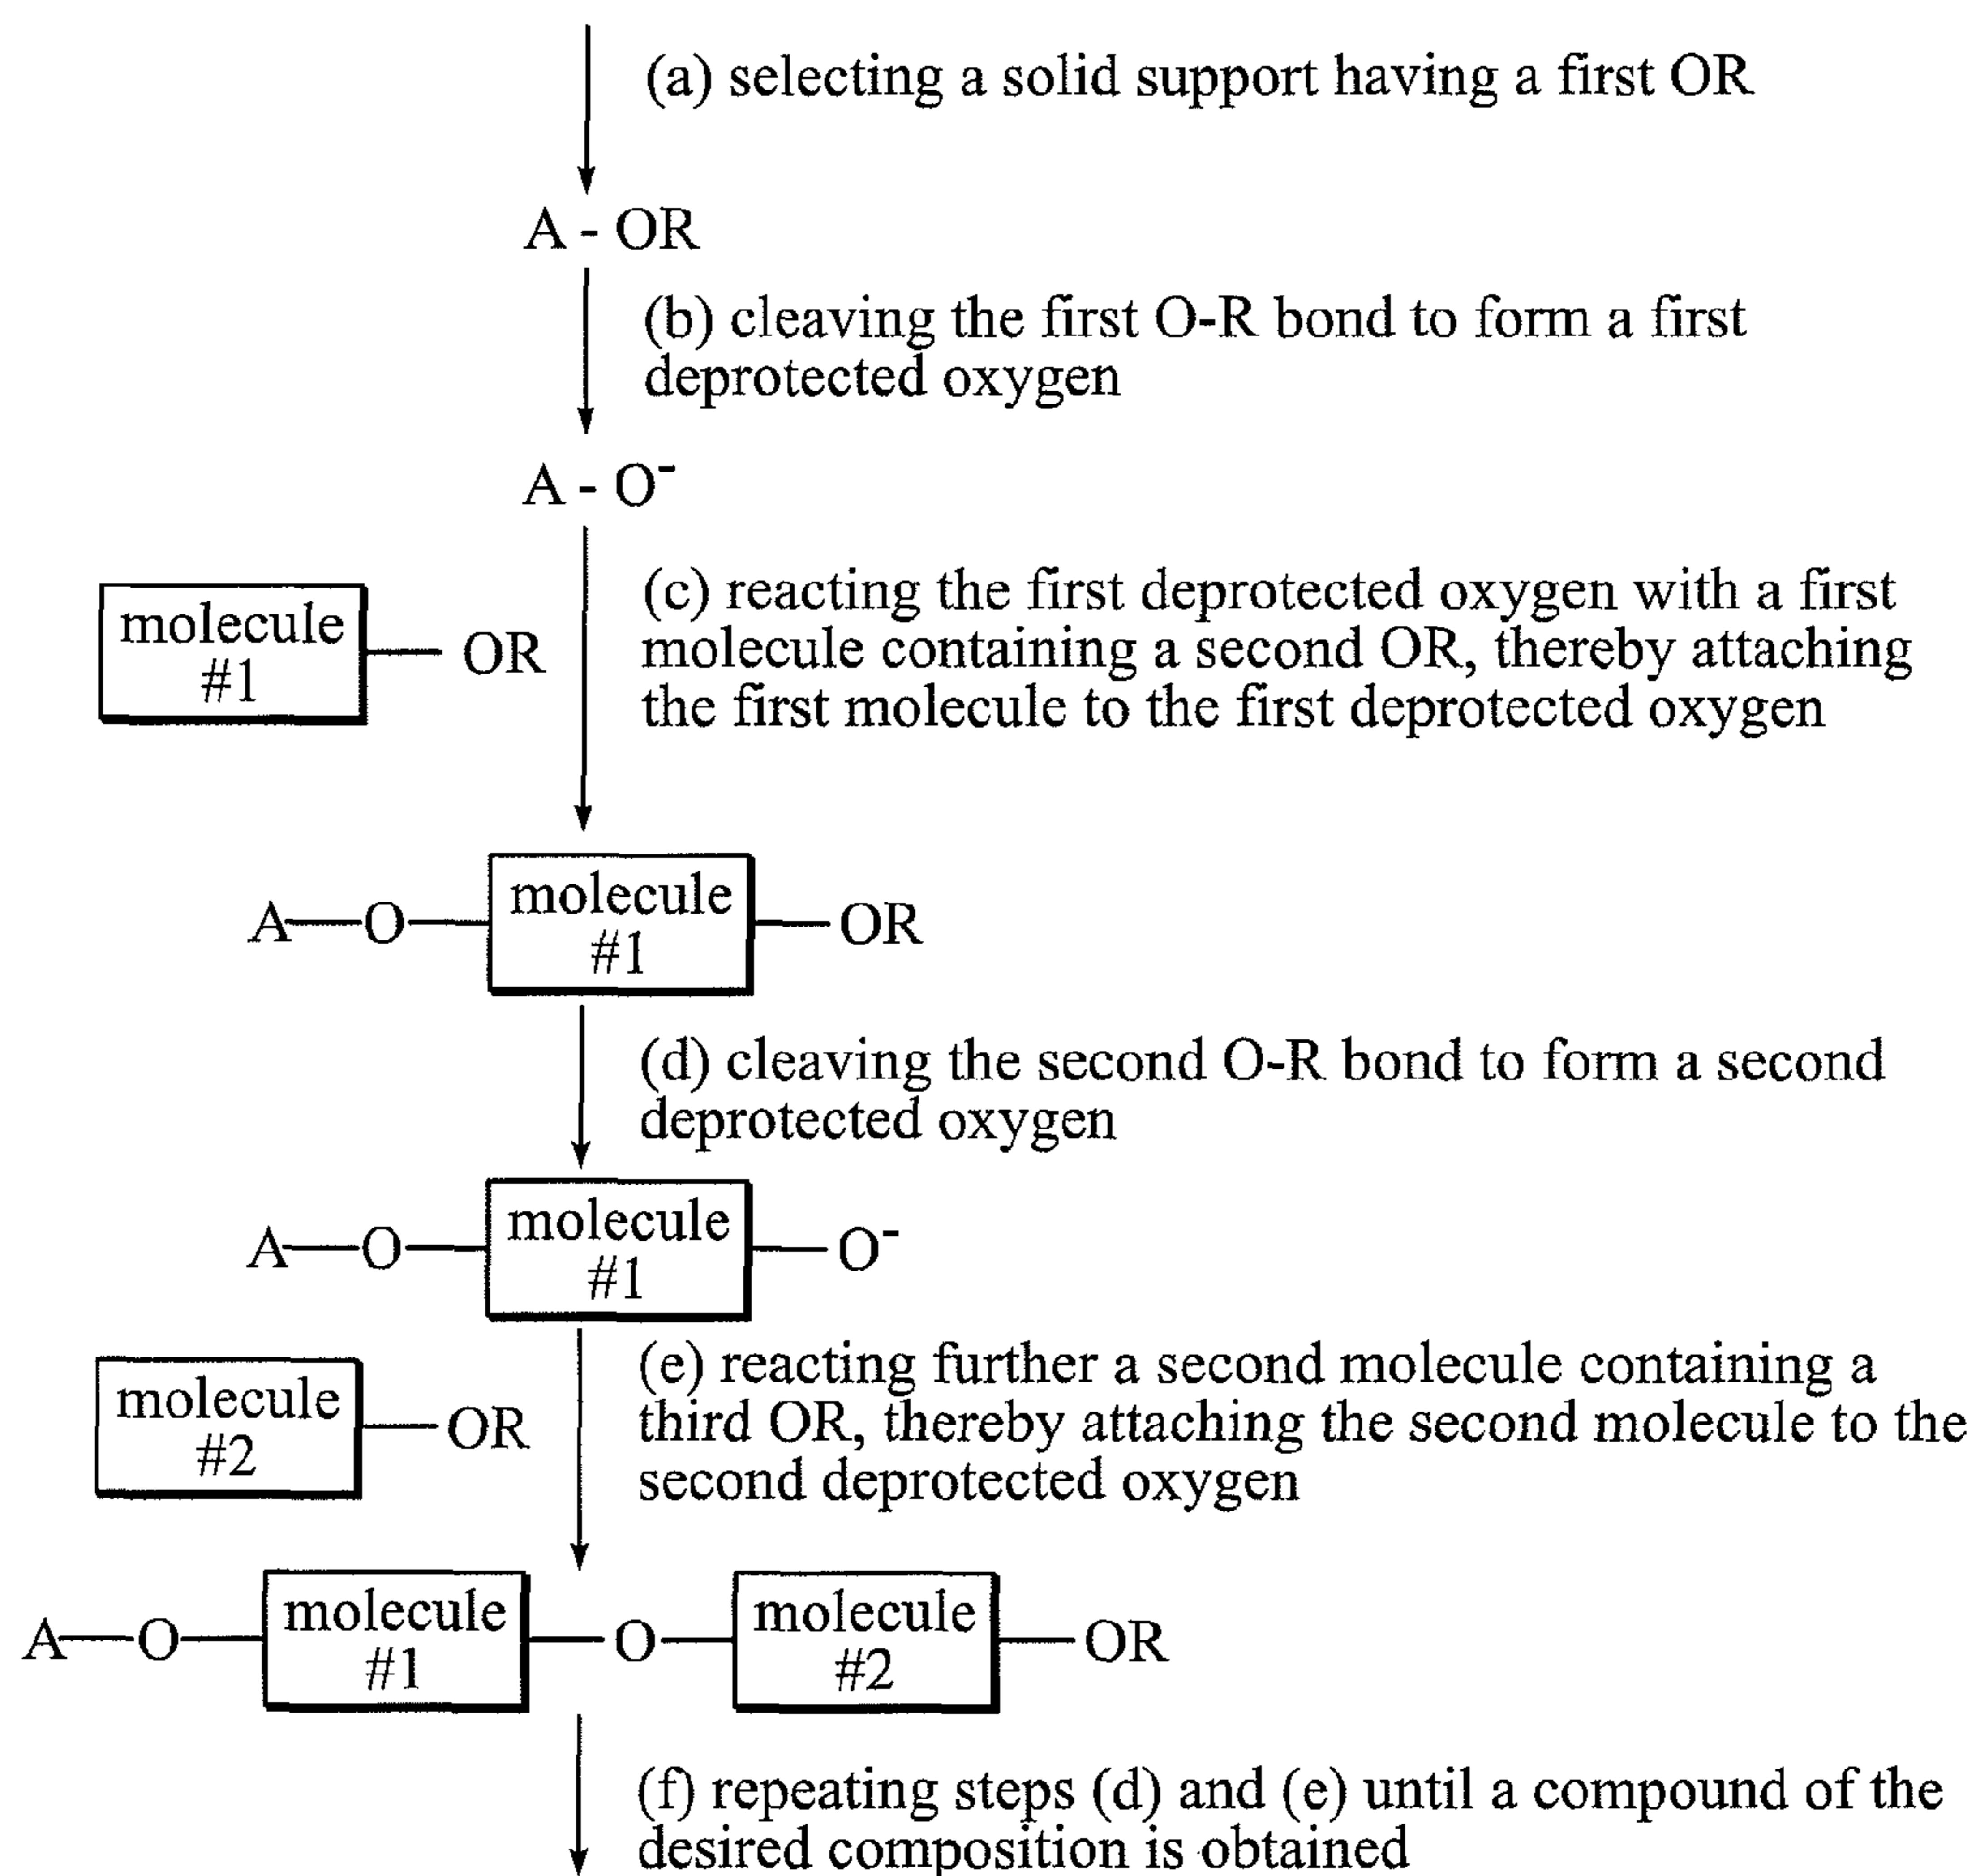 (a) selecting a solid support having a first OR
A - OR
(b) cleaving the first O-R bond to form a first
deprotected oxygen
A - O⁻
molecule
#1
OR
(c) reacting the first deprotected oxygen with a first
molecule containing a second OR, thereby attaching
the first molecule to the first deprotected oxygen
A—O—molecule #1—OR
(d) cleaving the second O-R bond to form a second
deprotected oxygen
A—O—molecule #1—O⁻
molecule
#2
OR
(e) reacting further a second molecule containing a
third OR, thereby attaching the second molecule to the
second deprotected oxygen
A—O—molecule #1—O—molecule #2—OR
(f) repeating steps (d) and (e) until a compound of the
desired composition is obtained